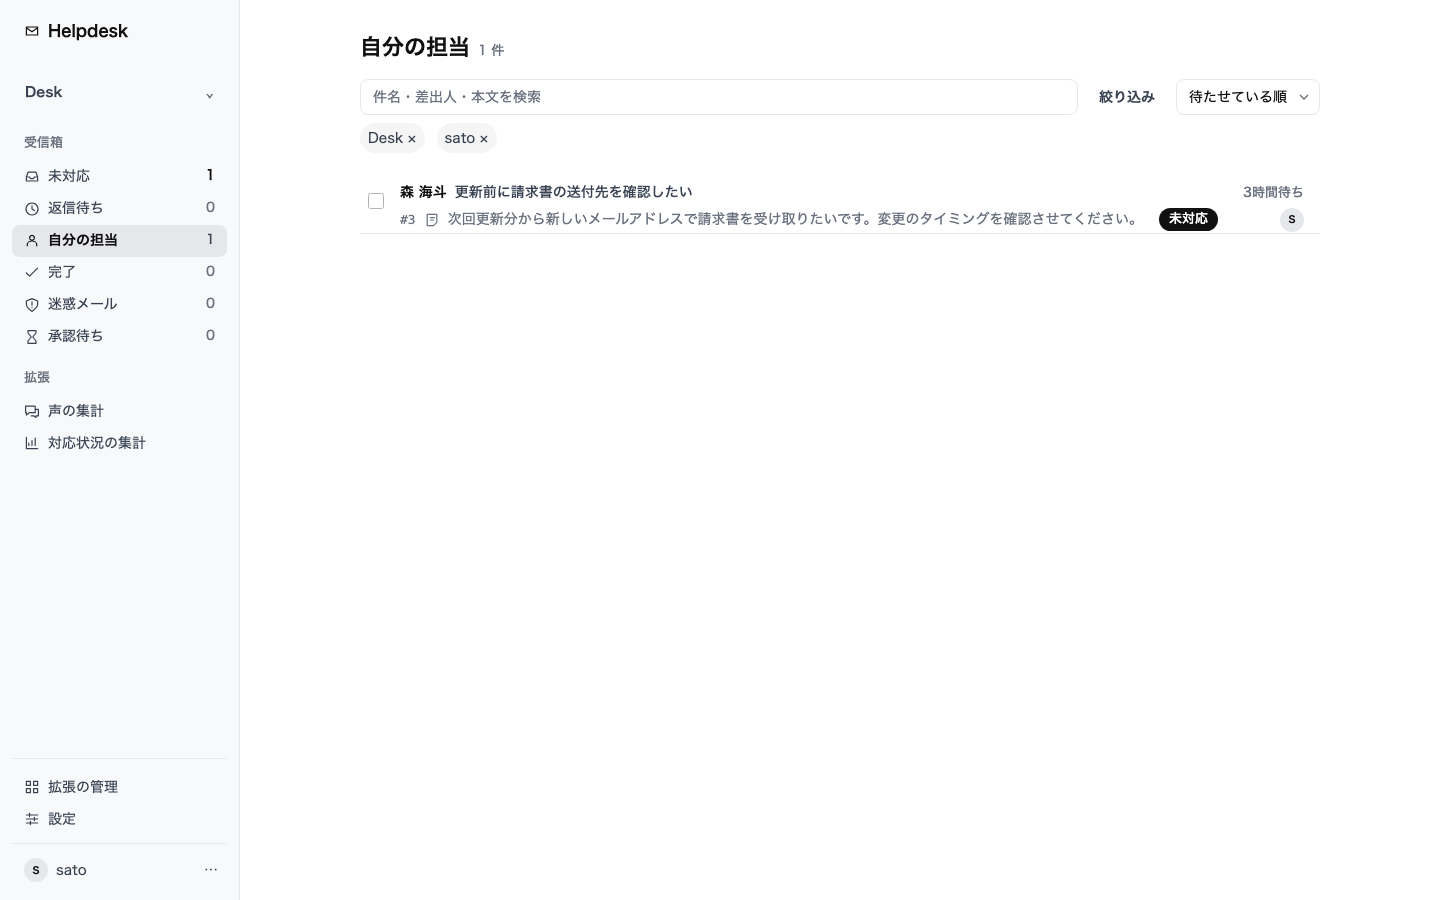 Helpdesk
Desk
受信箱
未対応 1
返信待ち 0
自分の担当 1
完了 0
迷惑メール 0
承認待ち 0
拡張
声の集計
対応状況の集計
拡張の管理
設定
S sato ...
自分の担当 1 件
件名・差出人・本文を検索 絞り込み 待たせている順
Desk × sato ×
森 海斗 更新前に請求書の送付先を確認したい 3時間待ち
#3 次回更新分から新しいメールアドレスで請求書を受け取りたいです。変更のタイミングを確認させてください。 未対応 S